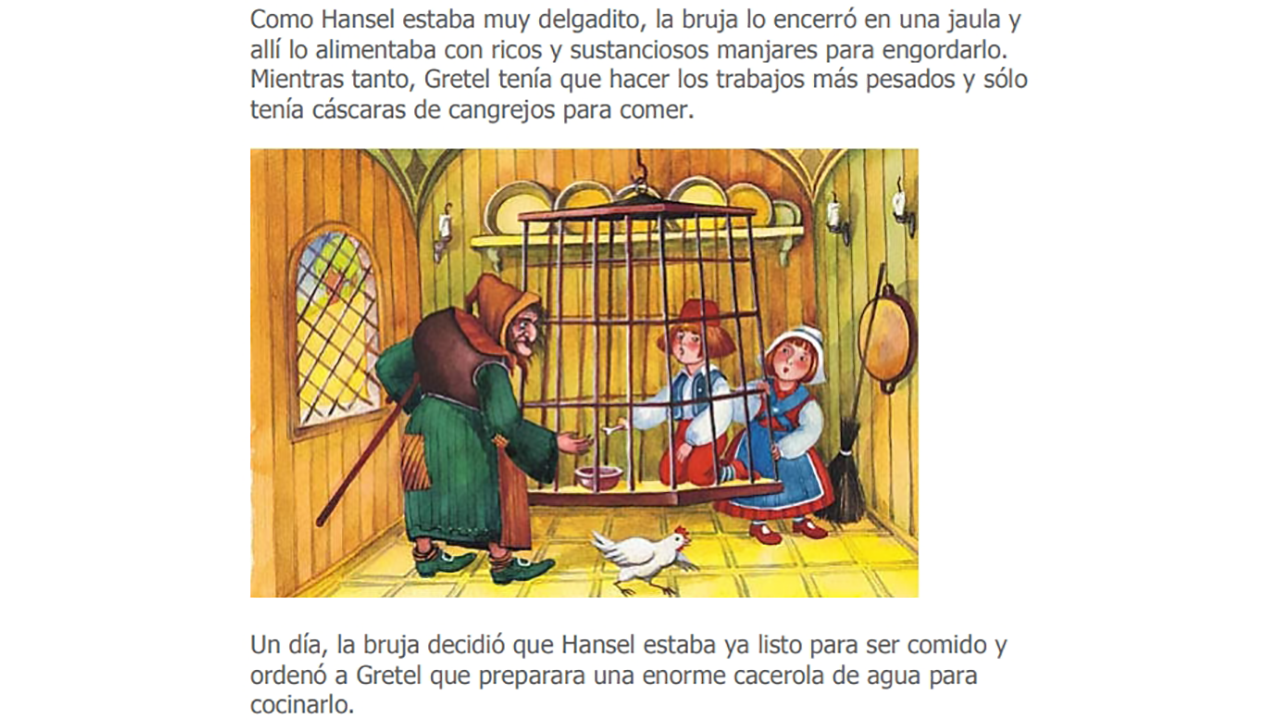 Como Hansel estaba muy delgadito, la bruja lo encerró en una jaula y
allí lo alimentaba con ricos y sustanciosos manjares para engordarlo.
Mientras tanto, Gretel tenía que hacer los trabajos más pesados y sólo
tenía cáscaras de cangrejos para comer.
Un día, la bruja decidió que Hansel estaba ya listo para ser comido y
ordenó a Gretel que preparara una enorme cacerola de agua para
cocinarlo.